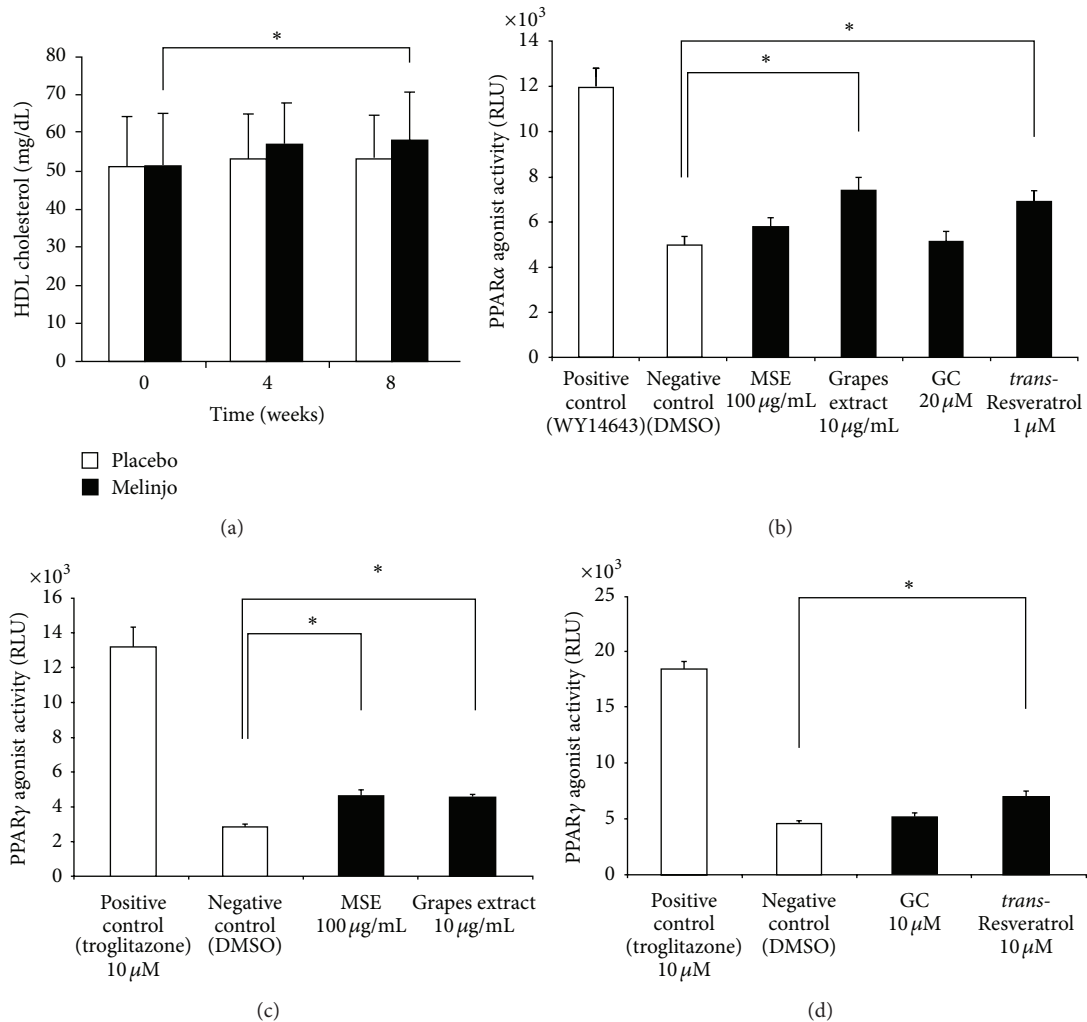 *
80
70
60
50
40
30
20
10
0
HDL cholesterol (mg/dL)
0 4 8
Time (weeks)
Placebo
Melinjo
(a)
×10³
14
12
10
8
6
4
2
0
PPARα agonist activity (RLU)
*
*
Positive control (WY14643)
Negative control (DMSO)
MSE 100 μg/mL
Grapes extract 10 μg/mL
GC 20 μM
trans-Resveratrol 1 μM
(b)
×10³
16
14
12
10
8
6
4
2
0
PPARγ agonist activity (RLU)
*
*
Positive control (troglitazone) 10 μM
Negative control (DMSO)
MSE 100 μg/mL
Grapes extract 10 μg/mL
(c)
×10³
25
20
15
10
5
0
PPARγ agonist activity (RLU)
*
Positive control (troglitazone) 10 μM
Negative control (DMSO)
GC 10 μM
trans-Resveratrol 10 μM
(d)